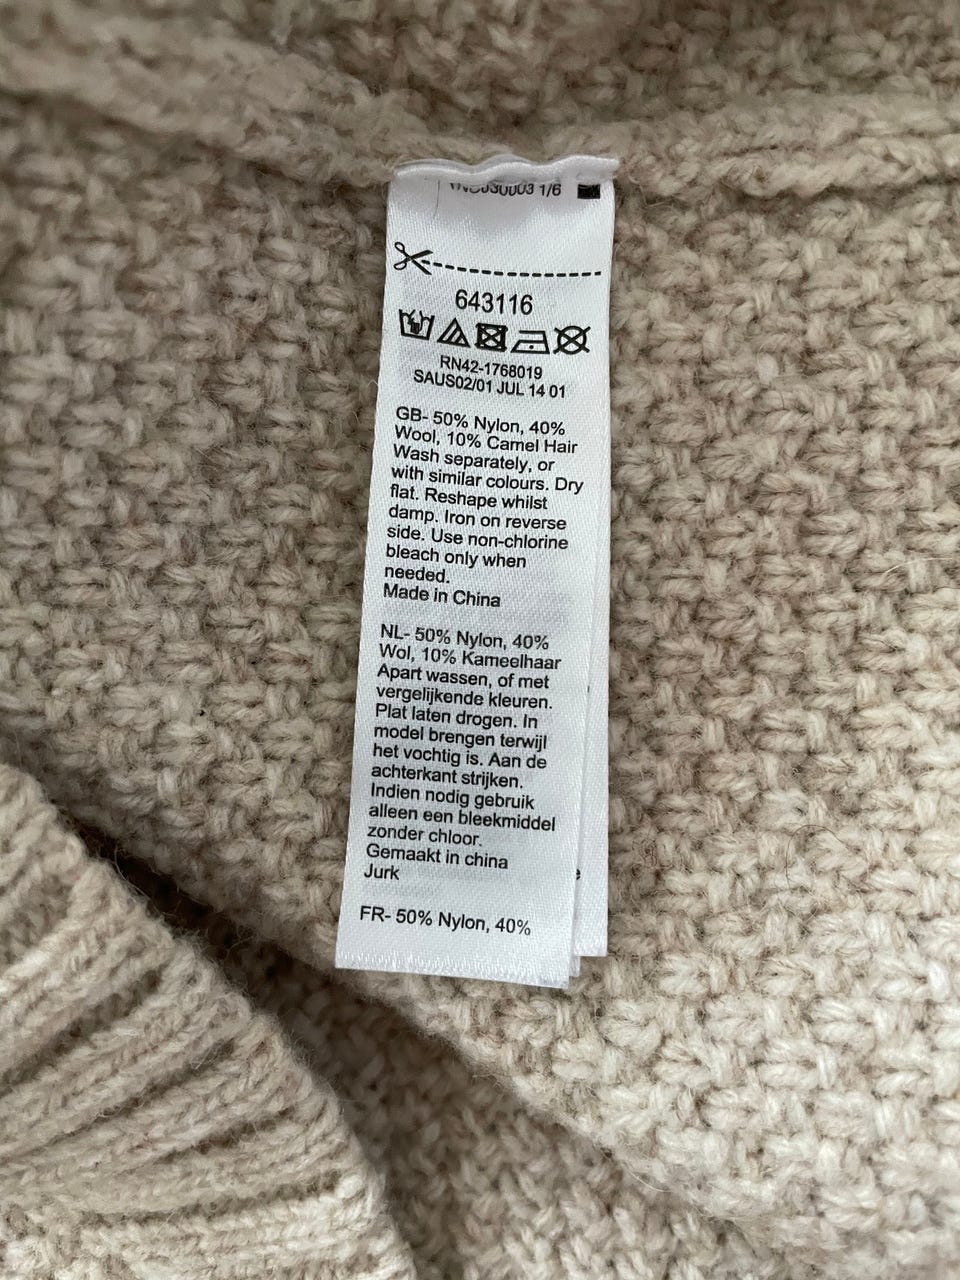 1/6
643116
RN42-1768019
SAUS02/01 JUL 14 01
GB- 50% Nylon, 40%
Wool, 10% Camel Hair
Wash separately, or
with similar colours. Dry
flat. Reshape whilst
damp. Iron on reverse
side. Use non-chlorine
bleach only when
needed.
Made in China
NL- 50% Nylon, 40%
Wol, 10% Kameelhaar
Apart wassen, of met
vergelijkende kleuren.
Plat laten drogen. In
model brengen terwijl
het vochtig is. Aan de
achterkant strijken.
Indien nodig gebruik
alleen een bleekmiddel
zonder chloor.
Gemaakt in china
Jurk
FR- 50% Nylon, 40%